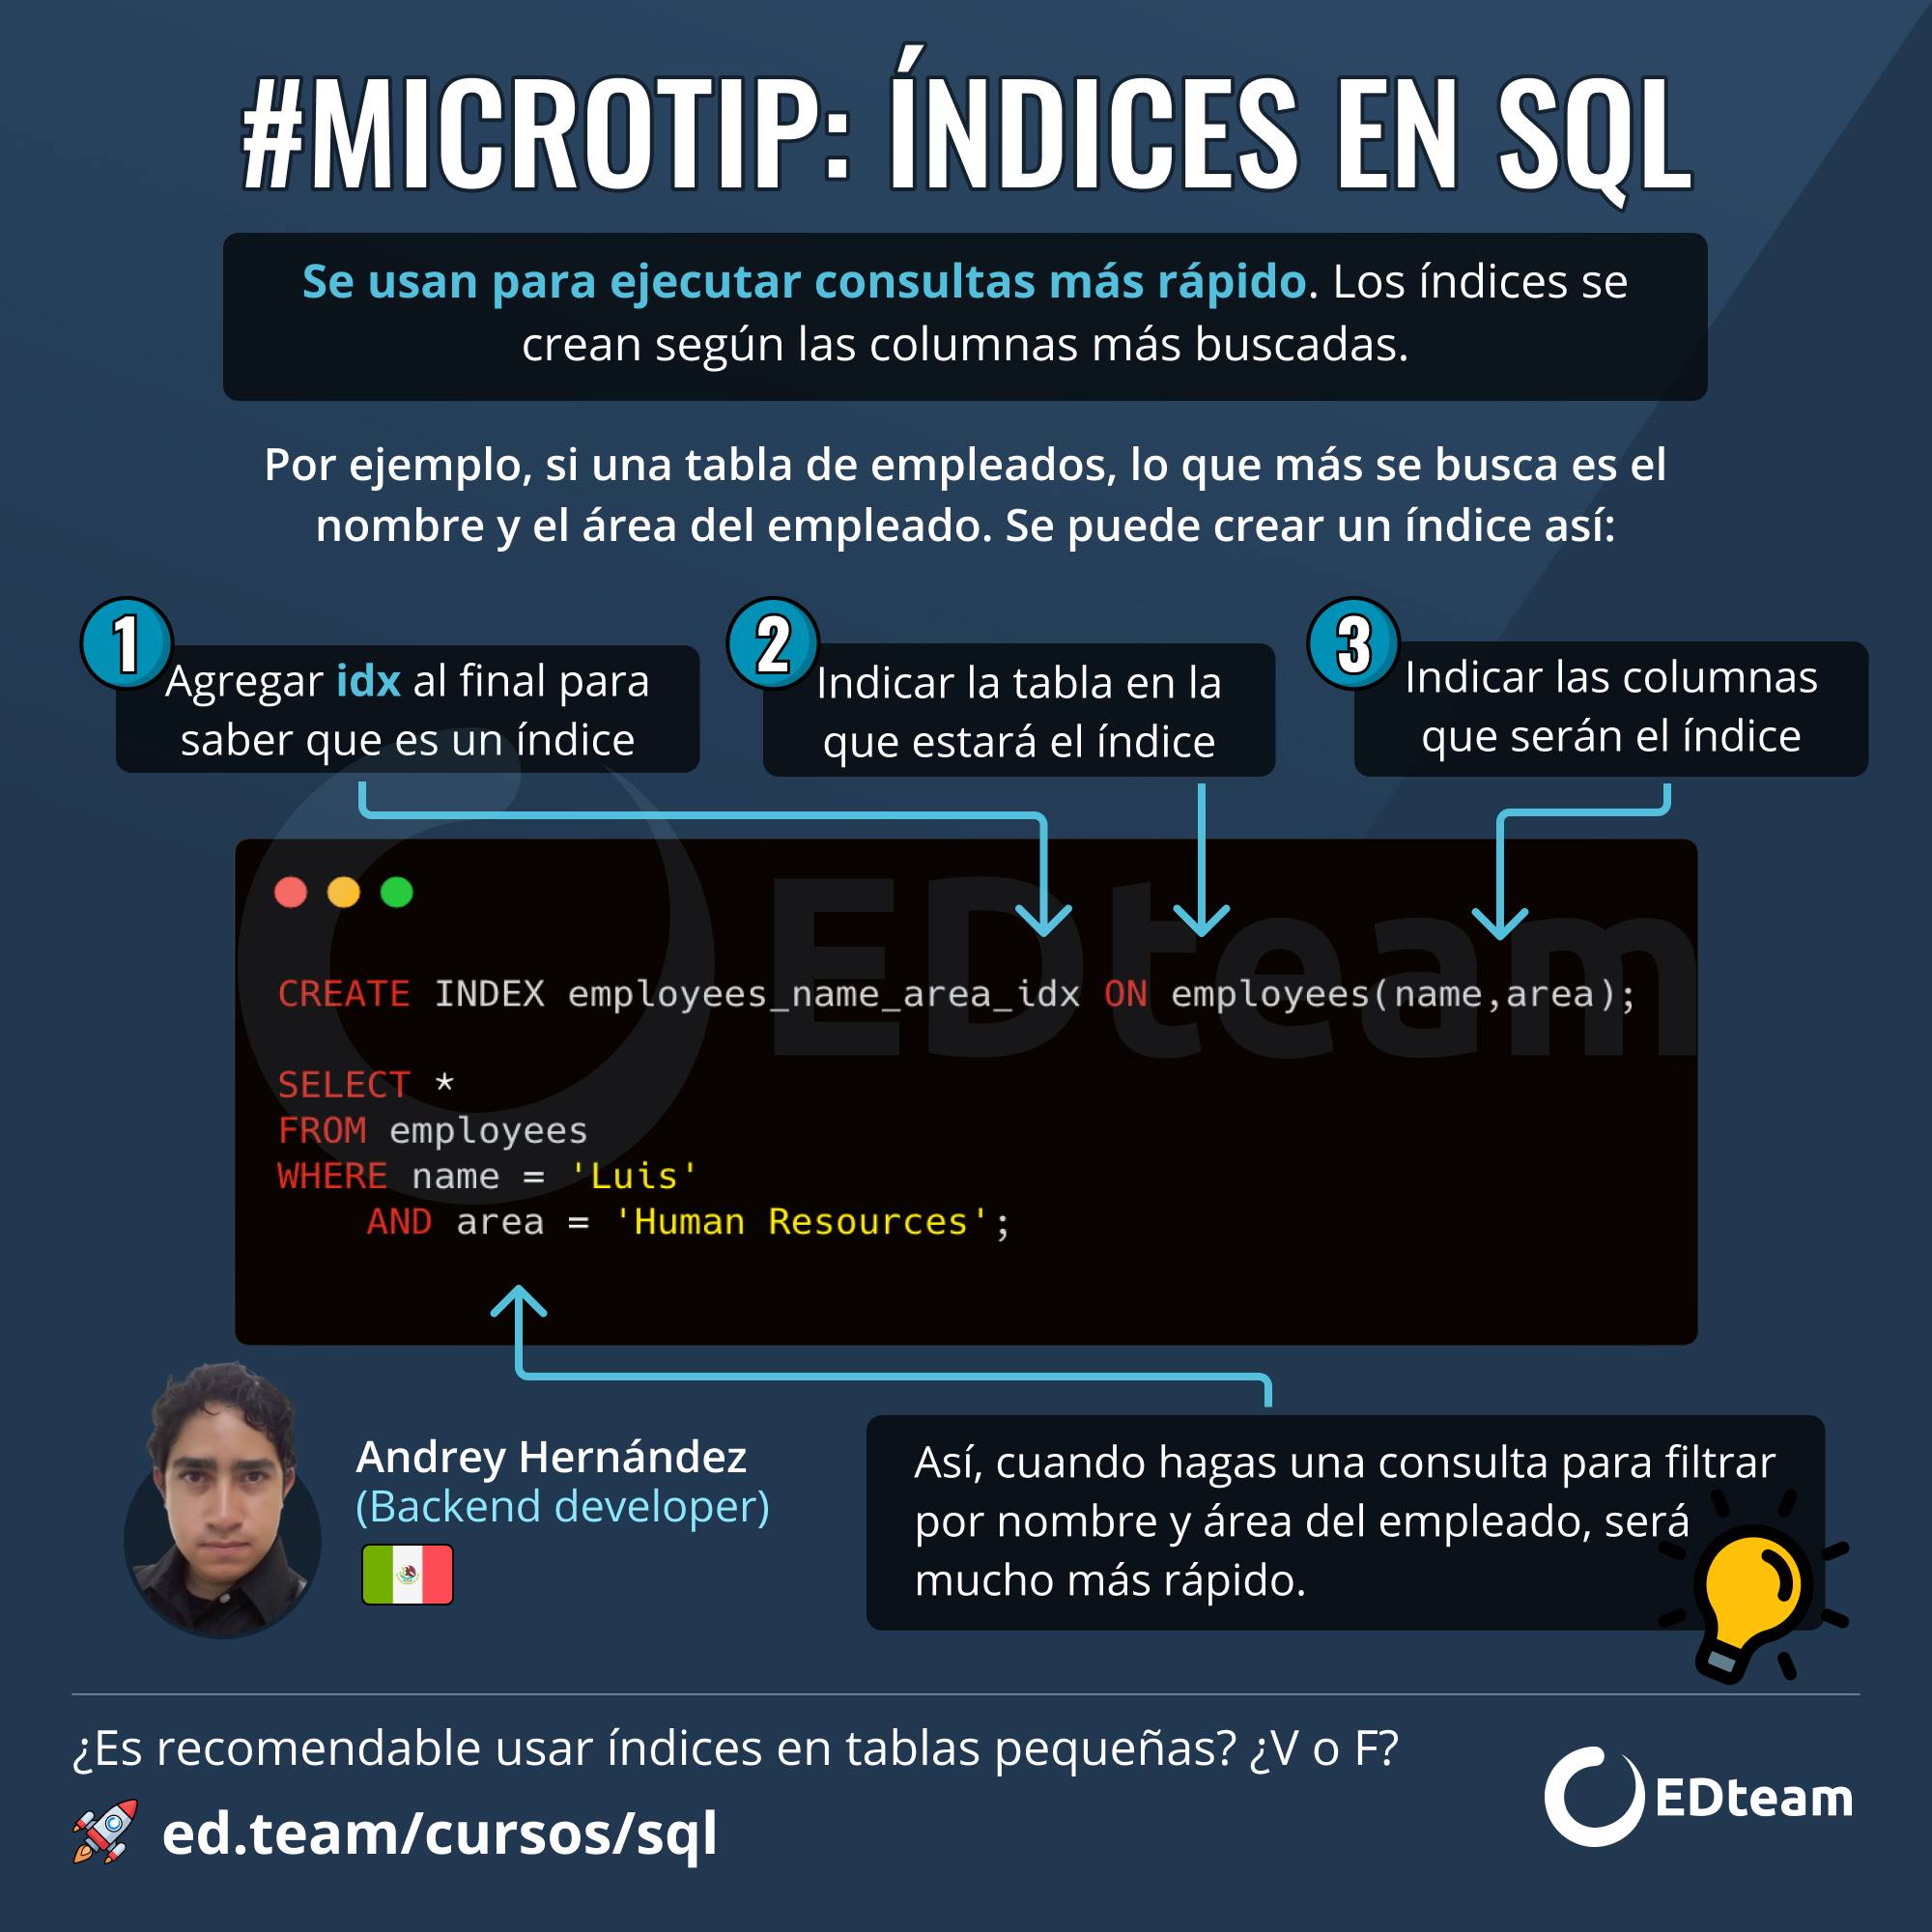 #MICROTIP: ÍNDICES EN SQL
Se usan para ejecutar consultas más rápido. Los índices se
crean según las columnas más buscadas.
Por ejemplo, si una tabla de empleados, lo que más se busca es el
nombre y el área del empleado. Se puede crear un índice así:
1
Agregar idx al final para
saber que es un índice
2
Indicar la tabla en la
que estará el índice
3
Indicar las columnas
que serán el índice
EDteam
CREATE INDEX employees_name_area_idx ON employees(name,area);
SELECT *
FROM employees
WHERE name = 'Luis'
    AND area = 'Human Resources';
Andrey Hernández
(Backend developer)
Así, cuando hagas una consulta para filtrar
por nombre y área del empleado, será
mucho más rápido.
¿Es recomendable usar índices en tablas pequeñas? ¿V o F?
ed.team/cursos/sql
EDteam